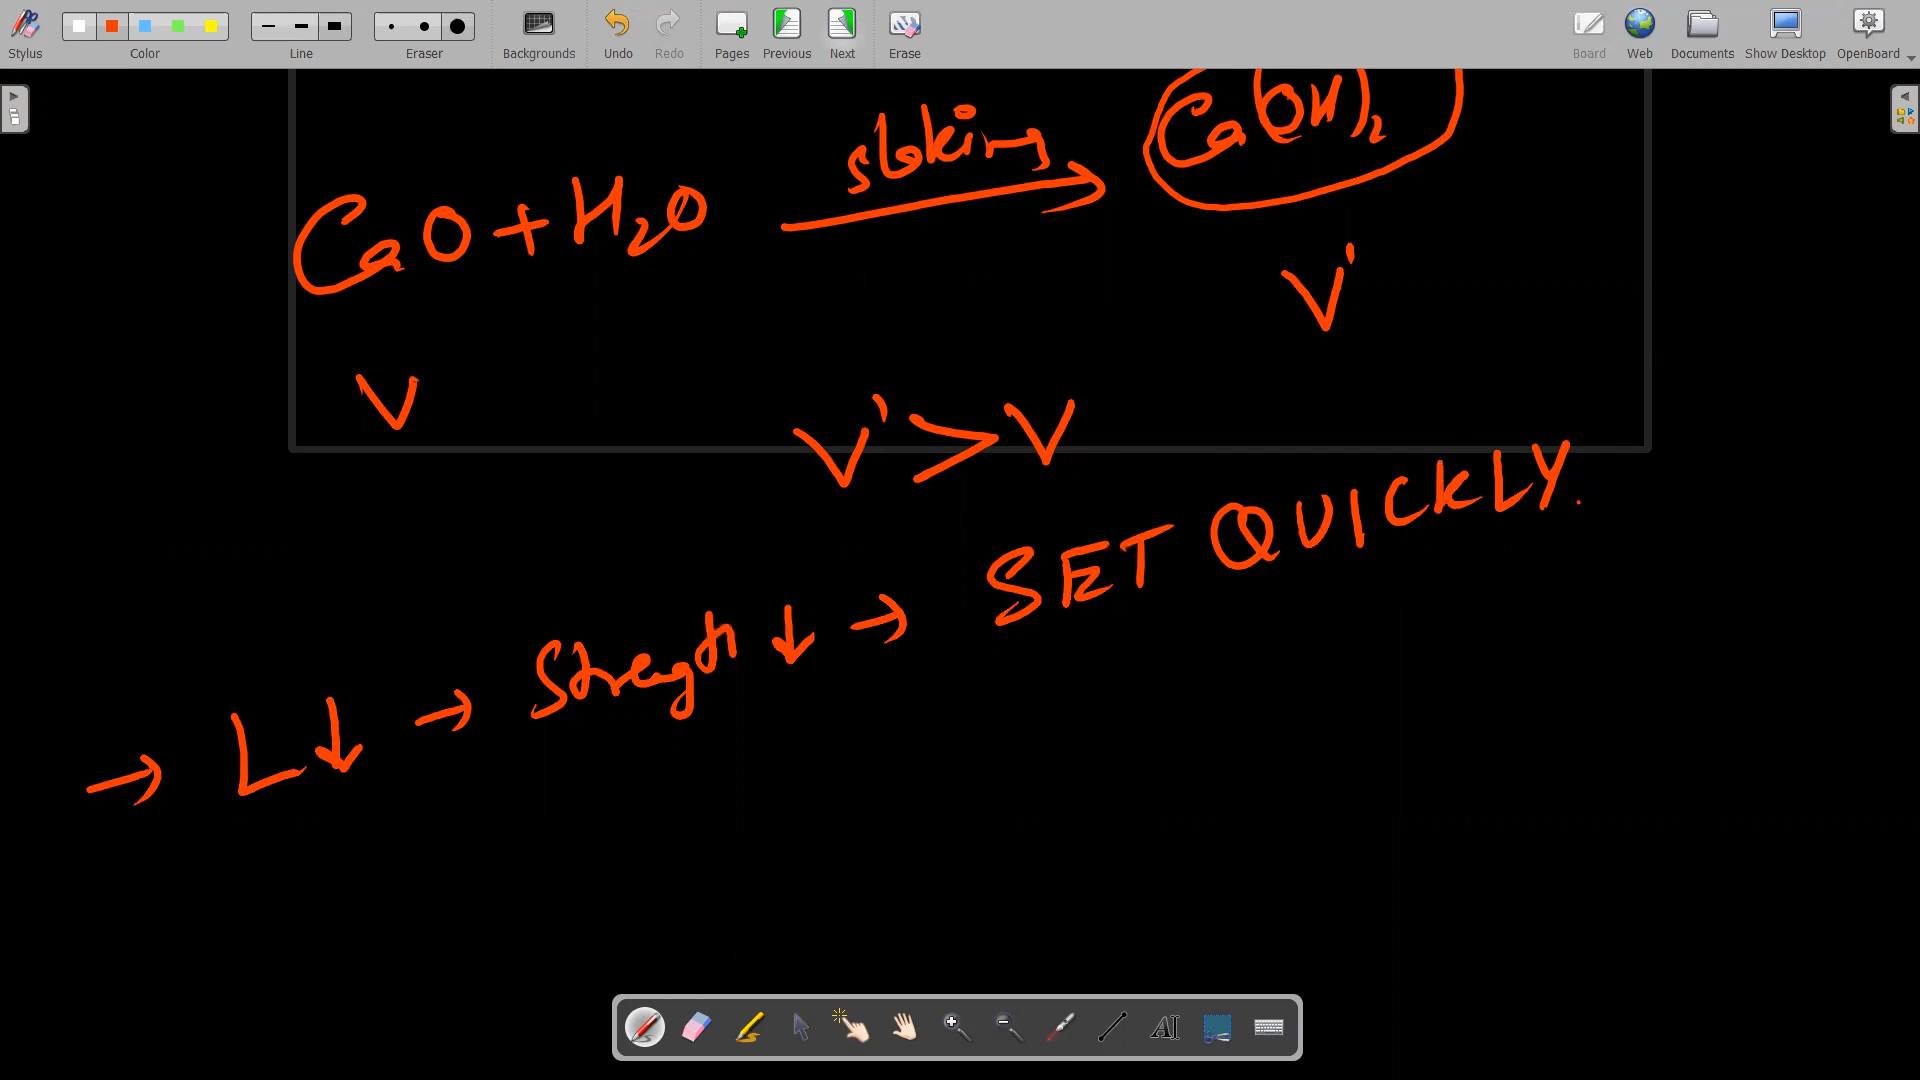 Stylus Color Line Eraser Backgrounds Undo Redo Pages Previous Next Erase Board Web Documents Show Desktop OpenBoard
CaO + H2O slaking → Ca(OH)2
V V'
V' > V
→ L↓ → Strength ↓ → SET QUICKLY.
AI